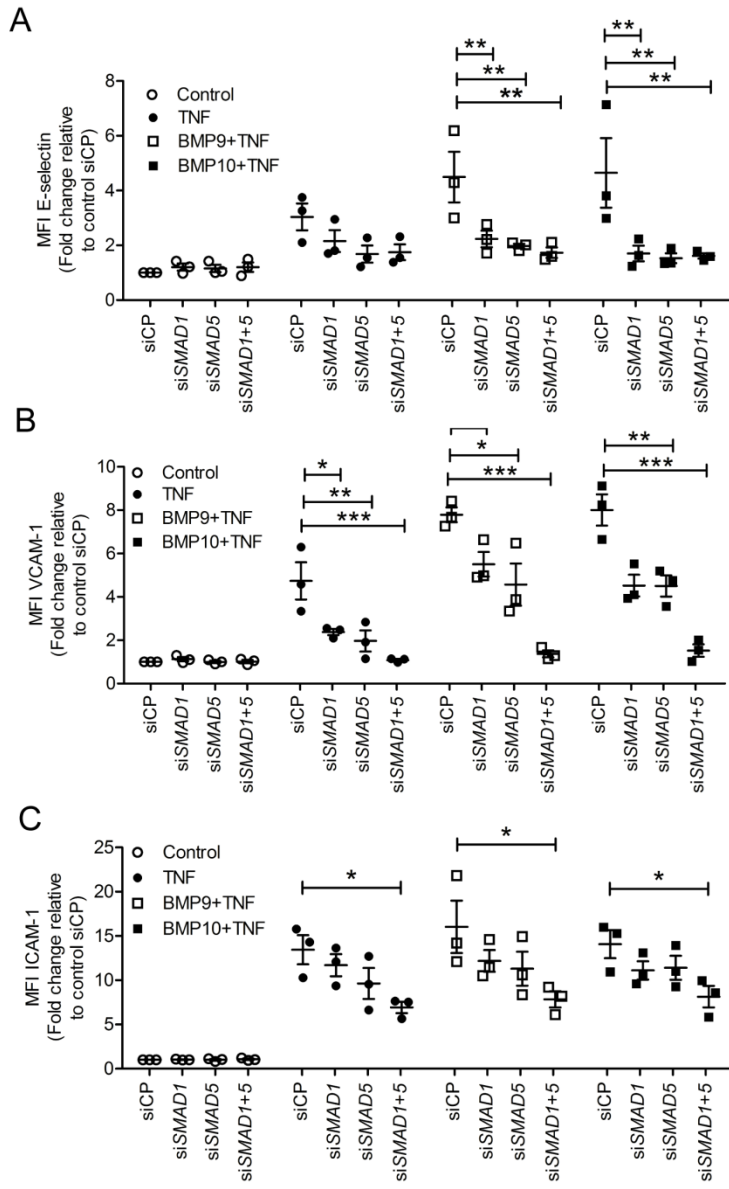 A
MFI E-selectin
(Fold change relative
to control siCP)
8
6
4
2
0
Control
TNF
BMP9+TNF
BMP10+TNF
** ** ** ** ** **
siCP siSMAD1 siSMAD5 siSMAD1+5 siCP siSMAD1 siSMAD5 siSMAD1+5 siCP siSMAD1 siSMAD5 siSMAD1+5 siCP siSMAD1 siSMAD5 siSMAD1+5
B
MFI VCAM-1
(Fold change relative
to control siCP)
10
8
6
4
2
0
Control
TNF
BMP9+TNF
BMP10+TNF
* ** *** * *** ** ***
siCP siSMAD1 siSMAD5 siSMAD1+5 siCP siSMAD1 siSMAD5 siSMAD1+5 siCP siSMAD1 siSMAD5 siSMAD1+5 siCP siSMAD1 siSMAD5 siSMAD1+5
C
MFI ICAM-1
(Fold change relative
to control siCP)
25
20
15
10
5
0
Control
TNF
BMP9+TNF
BMP10+TNF
* * *
siCP siSMAD1 siSMAD5 siSMAD1+5 siCP siSMAD1 siSMAD5 siSMAD1+5 siCP siSMAD1 siSMAD5 siSMAD1+5 siCP siSMAD1 siSMAD5 siSMAD1+5